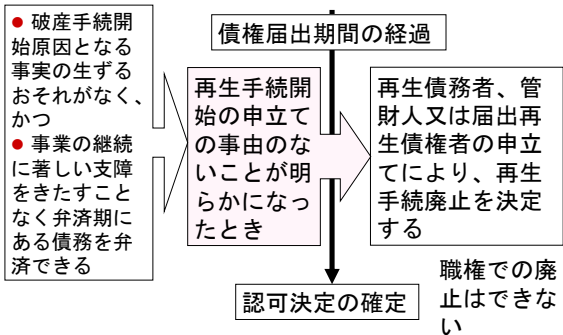 ● 破産手続開
始原因となる
事実の生ずる
おそれがなく、
かつ
● 事業の継続
に著しい支障
をきたすこと
なく弁済期に
ある債務を弁
済できる
債権届出期間の経過
再生手続開
始の申立て
の事由のな
いことが明
らかになっ
たとき
再生債務者、管
財人又は届出再
生債権者の申立
てにより、再生
手続廃止を決定
する
認可決定の確定
職権での廃
止はできな
い